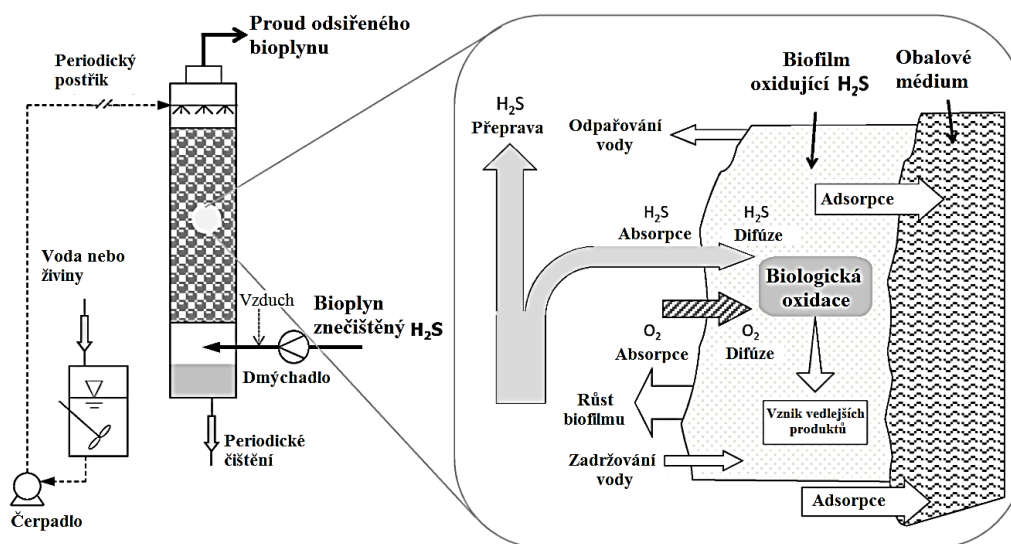 Proud odsiřeného
bioplynu
Periodický
postřik
Voda nebo
živiny
Vzduch
Bioplyn
znečištěný H₂S
Dmýchadlo
Periodické
čištění
Čerpadlo
H₂S
Přeprava
Odpařování
vody
Biofilm
oxidující H₂S
Obalové
médium
Adsorpce
H₂S
Absorpce
H₂S
Difúze
Biologická
oxidace
O₂
Absorpce
O₂
Difúze
Růst
biofilmu
Vznik vedlejších
produktů
Zadržování
vody
Adsorpce